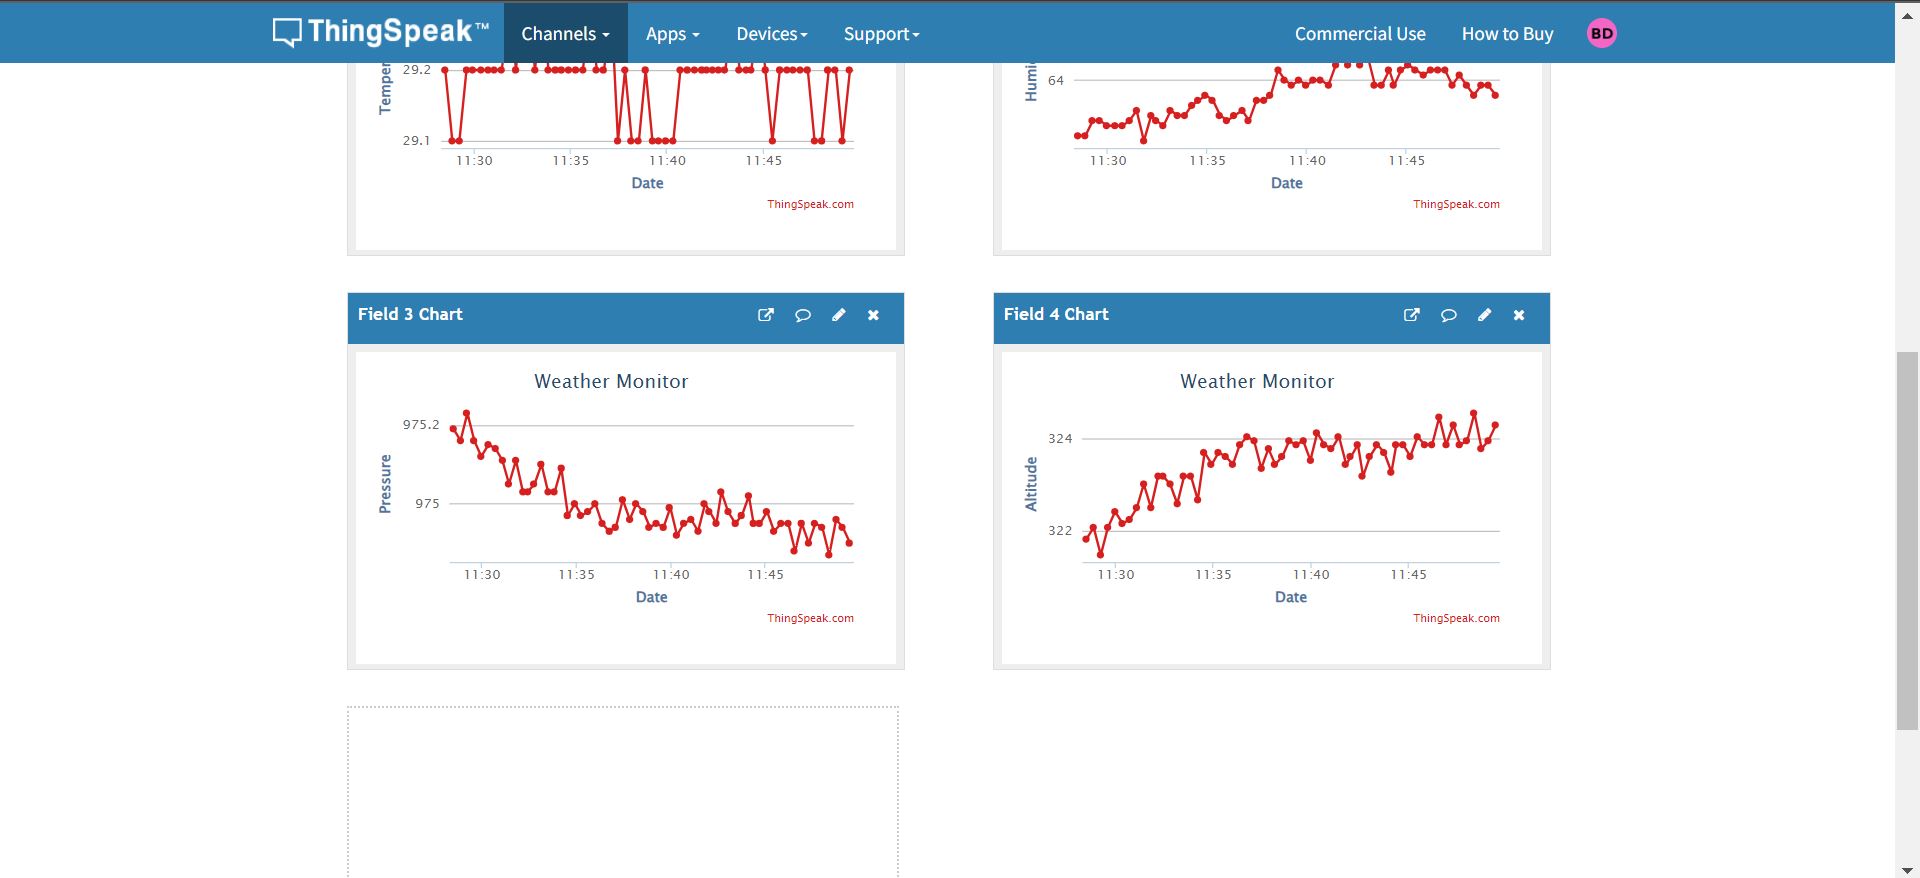 ThingSpeak™ Channels Apps Devices Support Commercial Use How to Buy BD
29.2
29.1
11:30 11:35 11:40 11:45
Date
ThingSpeak.com
64
11:30 11:35 11:40 11:45
Date
ThingSpeak.com
Field 3 Chart
Weather Monitor
Pressure
975.2
975
11:30 11:35 11:40 11:45
Date
ThingSpeak.com
Field 4 Chart
Weather Monitor
Altitude
324
322
11:30 11:35 11:40 11:45
Date
ThingSpeak.com